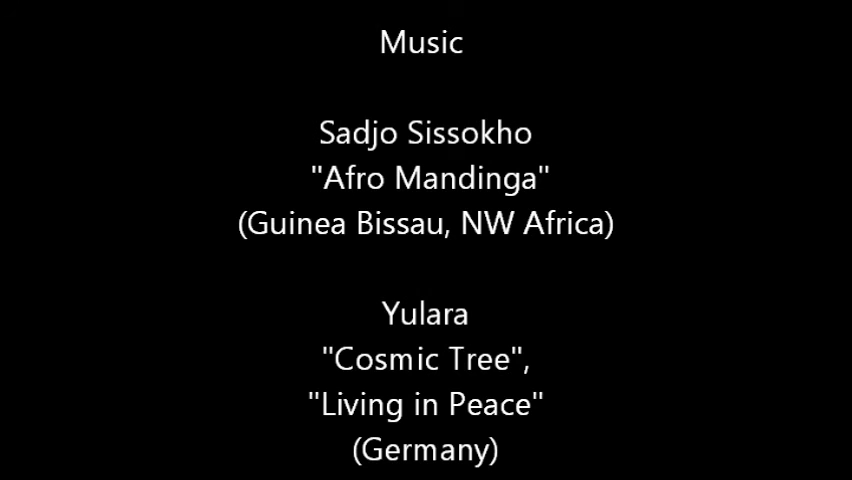 Music
Sadjo Sissokho
"Afro Mandinga"
(Guinea Bissau, NW Africa)
Yulara
"Cosmic Tree",
"Living in Peace"
(Germany)